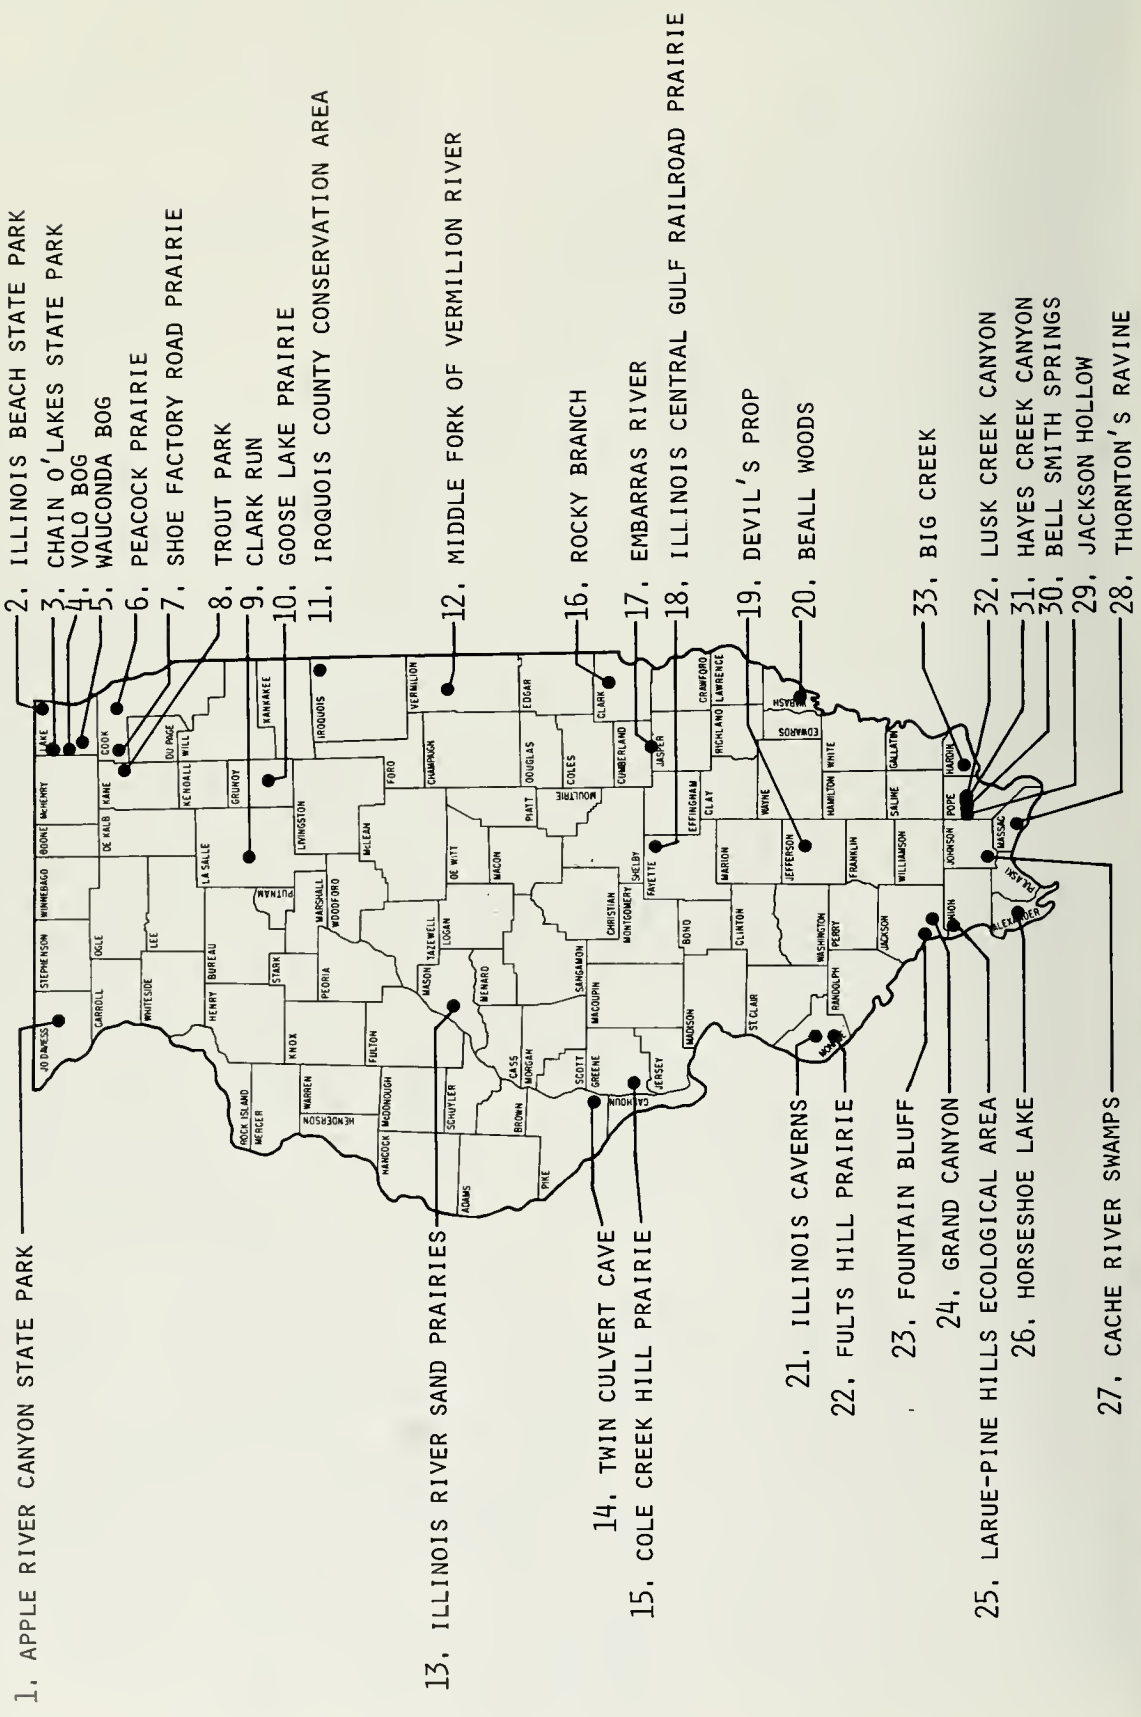 1. APPLE RIVER CANYON STATE PARK
2. ILLINOIS BEACH STATE PARK
3. CHAIN O'LAKES STATE PARK
4. VOLO BOG
5. WAUCONDA BOG
6. PEACOCK PRAIRIE
7. SHOE FACTORY ROAD PRAIRIE
8. TROUT PARK
9. CLARK RUN
10. GOOSE LAKE PRAIRIE
11. IROQUOIS COUNTY CONSERVATION AREA
12. MIDDLE FORK OF VERMILION RIVER
13. ILLINOIS RIVER SAND PRAIRIES
14. TWIN CULVERT CAVE
15. COLE CREEK HILL PRAIRIE
16. ROCKY BRANCH
17. EMBARRAS RIVER
18. ILLINOIS CENTRAL GULF RAILROAD PRAIRIE
19. DEVIL'S PROP
20. BEALL WOODS
21. ILLINOIS CAVERNS
22. FULTS HILL PRAIRIE
23. FOUNTAIN BLUFF
24. GRAND CANYON
25. LARUE-PINE HILLS ECOLOGICAL AREA
26. HORSESHOE LAKE
27. CACHE RIVER SWAMPS
33. BIG CREEK
32. LUSK CREEK CANYON
31. HAYES CREEK CANYON
30. BELL SMITH SPRINGS
29. JACKSON HOLLOW
28. THORNTON'S RAVINE
JO DAVIESS
STEPHENSON
WINNEBAGO
BOONE
McHENRY
LAKE
CARROLL
OGLE
DE KALB
KANE
COOK
WHITESIDE
LEE
DU PAGE
KENDALL
WILL
ROCK ISLAND
HENRY
BUREAU
LA SALLE
GRUNDY
KANKAKEE
MERCER
PUTNAM
STARK
KNOX
WARREN
HENDERSON
PEORIA
MARSHALL
WOODFORD
LIVINGSTON
IROQUOIS
FULTON
McDONOUGH
HANCOCK
McLEAN
FORD
VERMILION
CHAMPAIGN
TAZEWELL
MASON
LOGAN
DE WITT
SCHUYLER
ADAMS
BROWN
CASS
MENARD
MACON
PIATT
DOUGLAS
EDGAR
PIKE
MORGAN
SCOTT
SANGAMON
CHRISTIAN
MOULTRIE
COLES
CLARK
GREENE
MACOUPIN
MONTGOMERY
SHELBY
CUMBERLAND
CALHOUN
JERSEY
FAYETTE
EFFINGHAM
JASPER
CRAWFORD
MADISON
BOND
CLAY
RICHLAND
LAWRENCE
MARION
CLINTON
ST CLAIR
WAYNE
WABASH
EDWARDS
WASHINGTON
JEFFERSON
MONROE
RANDOLPH
PERRY
FRANKLIN
HAMILTON
WHITE
JACKSON
WILLIAMSON
SALINE
GALLATIN
UNION
JOHNSON
POPE
HARDIN
ALEXANDER
PULASKI
MASSAC